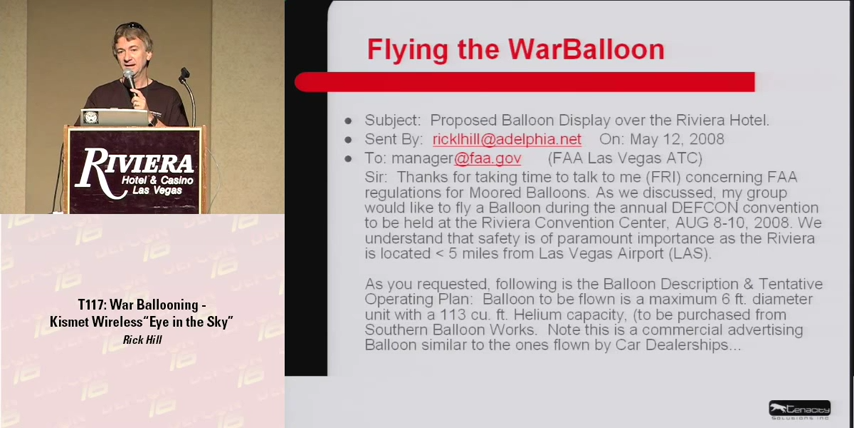 RIVIERA
Hotel & Casino
Las Vegas
T117: War Ballooning -
Kismet Wireless“Eye in the Sky”
Rick Hill
Flying the WarBalloon
Subject: Proposed Balloon Display over the Riviera Hotel.
Sent By: ricklhill@adelphia.net On: May 12, 2008
To: manager@faa.gov (FAA Las Vegas ATC)
Sir: Thanks for taking time to talk to me (FRI) concerning FAA
regulations for Moored Balloons. As we discussed, my group
would like to fly a Balloon during the annual DEFCON convention
to be held at the Riviera Convention Center, AUG 8-10, 2008. We
understand that safety is of paramount importance as the Riviera
is located < 5 miles from Las Vegas Airport (LAS).
As you requested, following is the Balloon Description & Tentative
Operating Plan: Balloon to be flown is a maximum 6 ft. diameter
unit with a 113 cu. ft. Helium capacity, (to be purchased from
Southern Balloon Works. Note this is a commercial advertising
Balloon similar to the ones flown by Car Dealerships...
Tenacity
SOLUTIONS INC